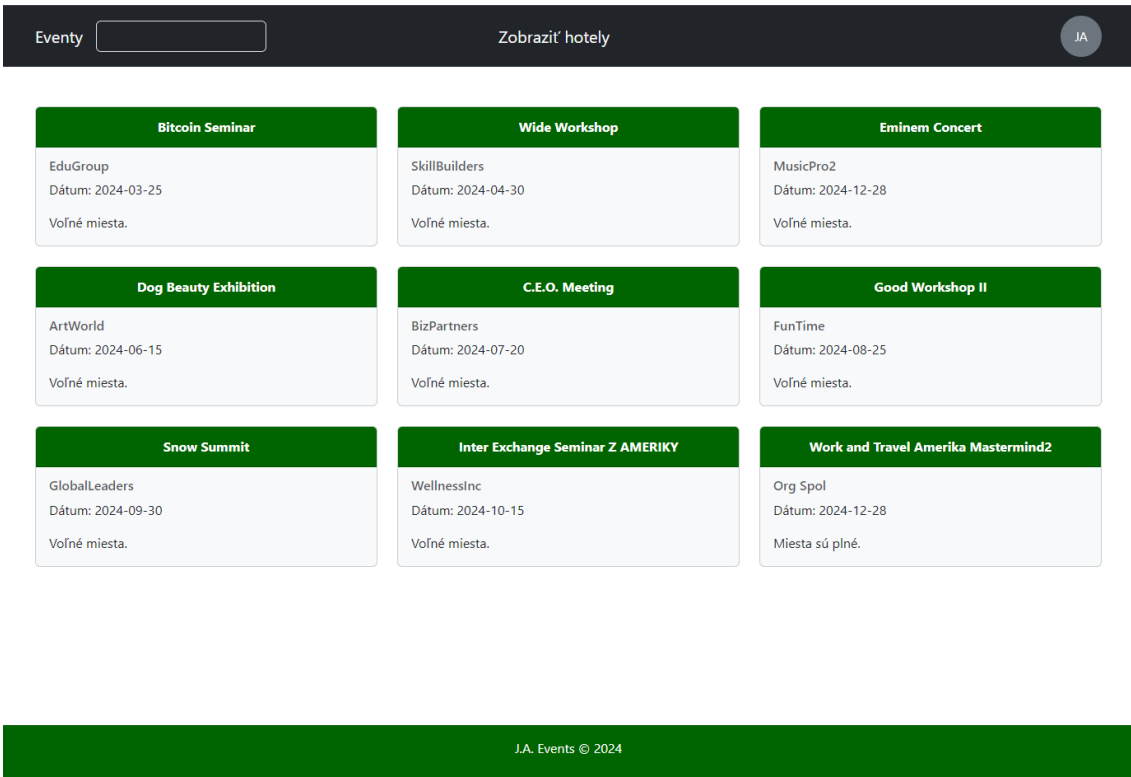 Eventy
Zobraziť hotely
JA
Bitcoin Seminar
EduGroup
Dátum: 2024-03-25
Voľné miesta.
Wide Workshop
SkillBuilders
Dátum: 2024-04-30
Voľné miesta.
Eminem Concert
MusicPro2
Dátum: 2024-12-28
Voľné miesta.
Dog Beauty Exhibition
ArtWorld
Dátum: 2024-06-15
Voľné miesta.
C.E.O. Meeting
BizPartners
Dátum: 2024-07-20
Voľné miesta.
Good Workshop II
FunTime
Dátum: 2024-08-25
Voľné miesta.
Snow Summit
GlobalLeaders
Dátum: 2024-09-30
Voľné miesta.
Inter Exchange Seminar Z AMERIKY
WellnessInc
Dátum: 2024-10-15
Voľné miesta.
Work and Travel Amerika Mastermind2
Org Spol
Dátum: 2024-12-28
Miesta sú plné.
J.A. Events © 2024